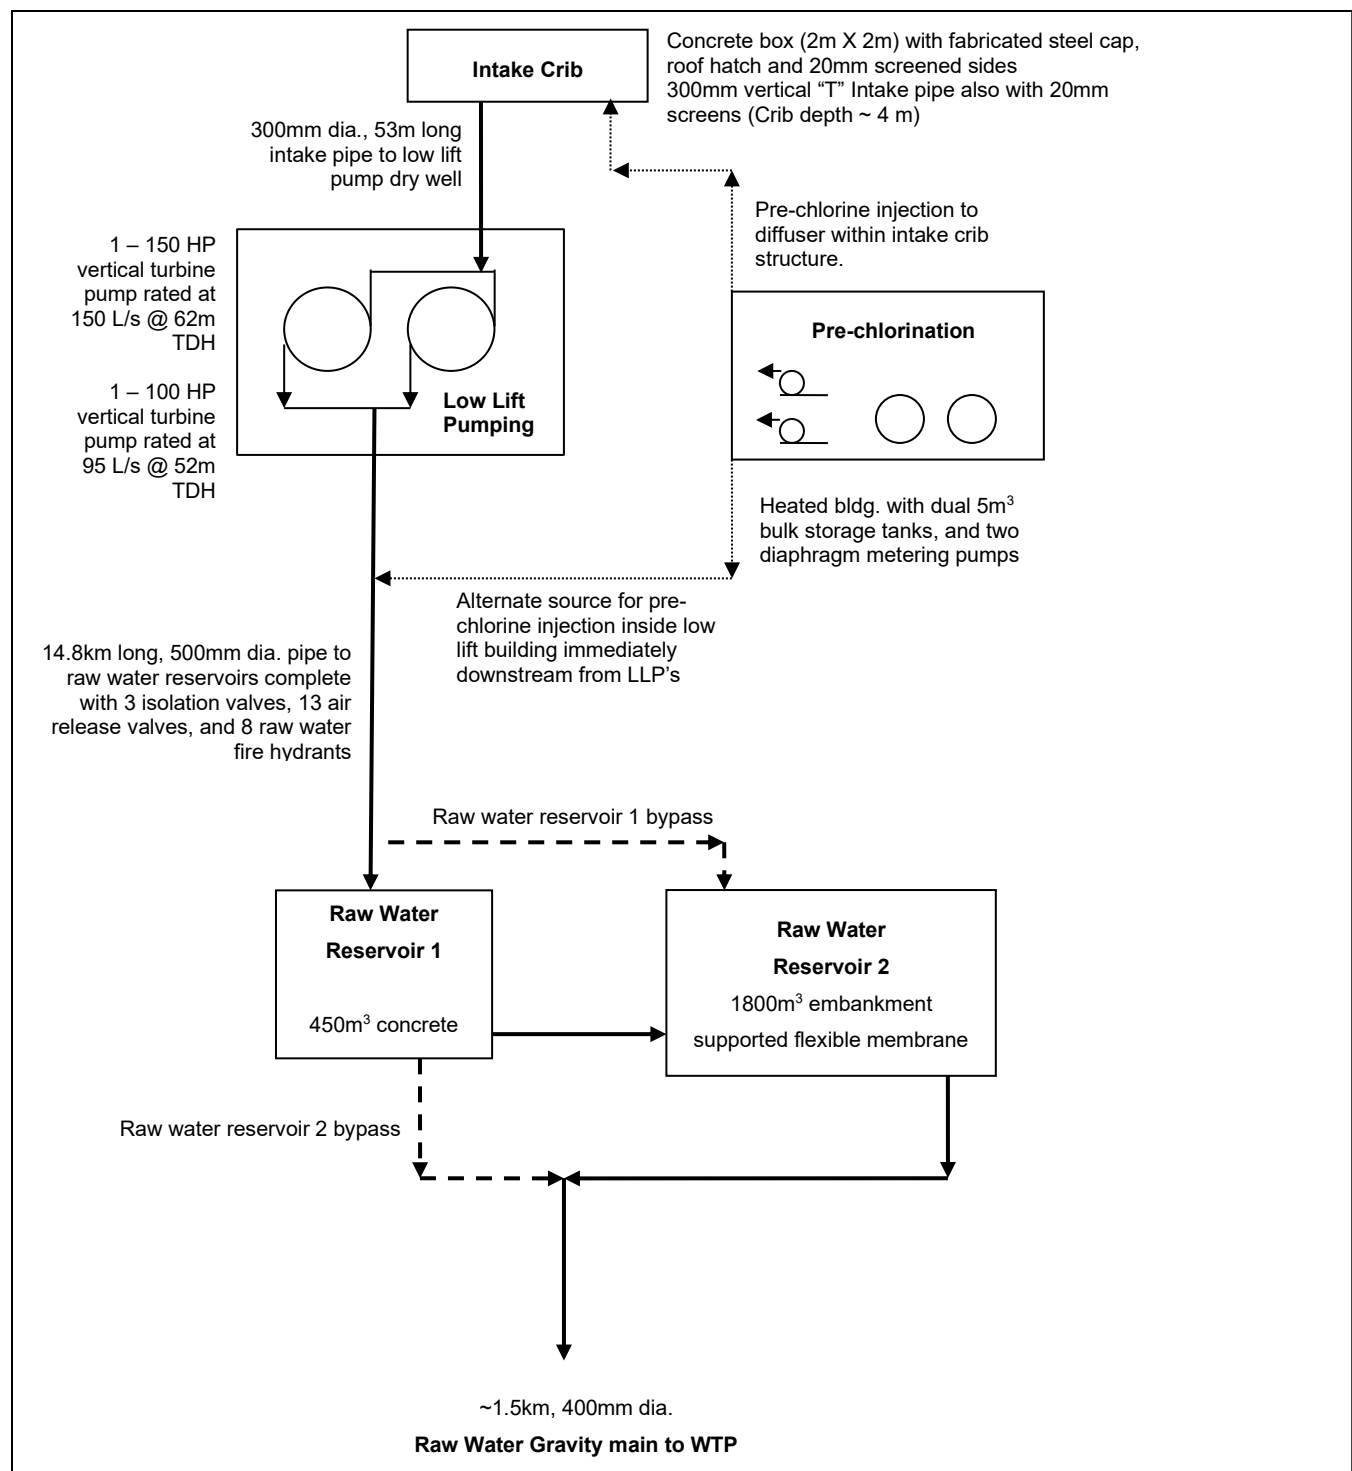 Intake Crib
Concrete box (2m X 2m) with fabricated steel cap,
roof hatch and 20mm screened sides
300mm vertical “T” Intake pipe also with 20mm
screens (Crib depth ~ 4 m)
300mm dia., 53m long
intake pipe to low lift
pump dry well
Pre-chlorine injection to
diffuser within intake crib
structure.
1 – 150 HP
vertical turbine
pump rated at
150 L/s @ 62m
TDH
1 – 100 HP
vertical turbine
pump rated at
95 L/s @ 52m
TDH
Low Lift
Pumping
Pre-chlorination
Heated bldg. with dual 5m³
bulk storage tanks, and two
diaphragm metering pumps
Alternate source for pre-
chlorine injection inside low
lift building immediately
downstream from LLP’s
14.8km long, 500mm dia. pipe to
raw water reservoirs complete
with 3 isolation valves, 13 air
release valves, and 8 raw water
fire hydrants
Raw water reservoir 1 bypass
Raw Water
Reservoir 1
450m³ concrete
Raw Water
Reservoir 2
1800m³ embankment
supported flexible membrane
Raw water reservoir 2 bypass
~1.5km, 400mm dia.
Raw Water Gravity main to WTP